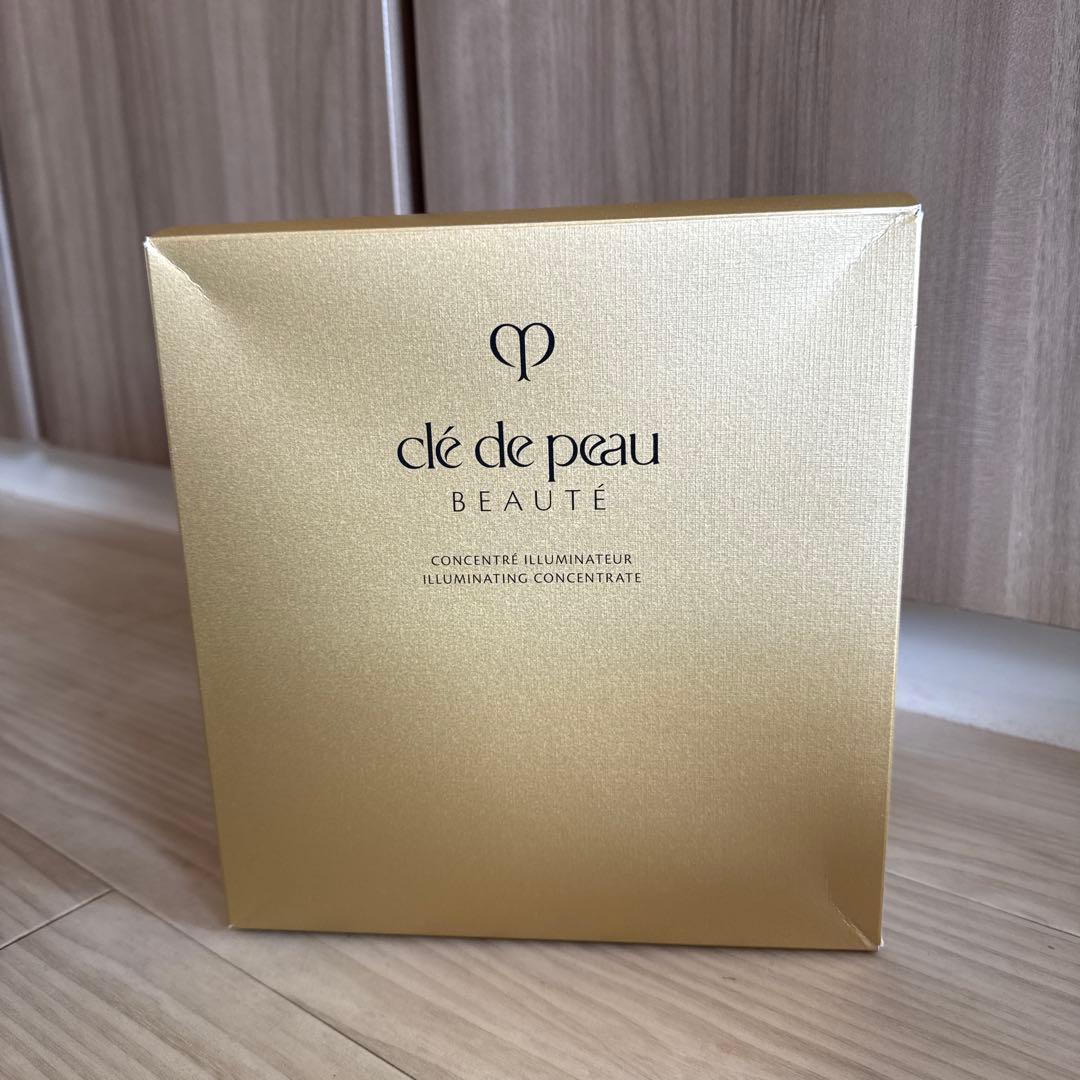 clé de peau
BEAUTÉ
CONCENTRÉ ILLUMINATEUR
ILLUMINATING CONCENTRATE